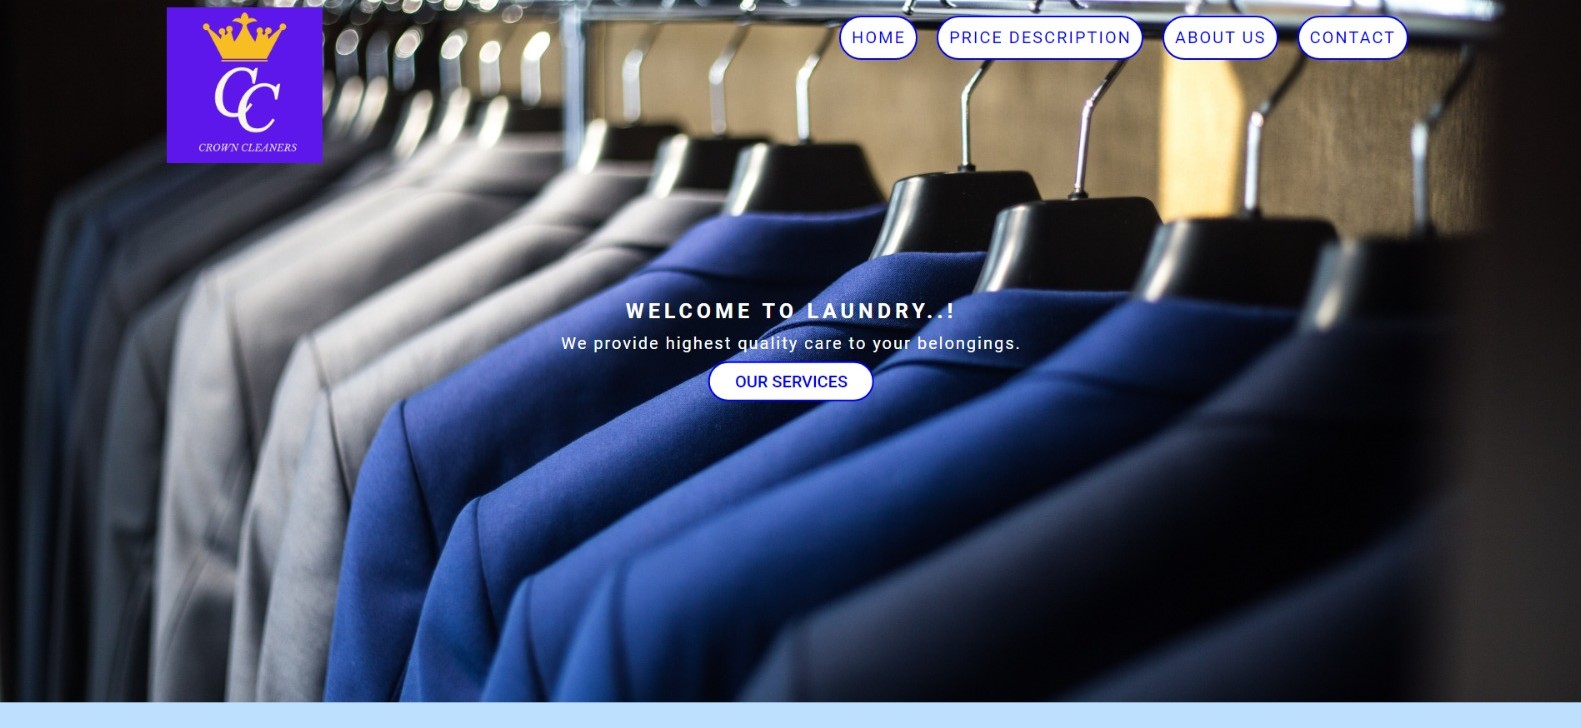 CC
CROWN CLEANERS
HOME
PRICE DESCRIPTION
ABOUT US
CONTACT
WELCOME TO LAUNDRY..!
We provide highest quality care to your belongings.
OUR SERVICES